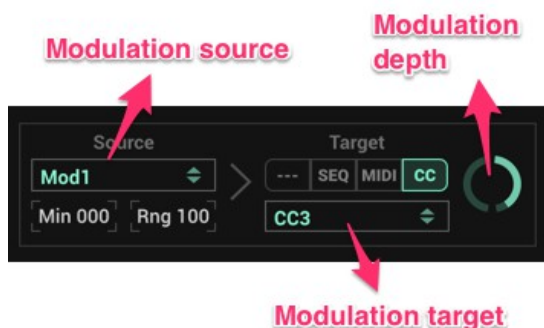 Modulation source
Modulation
depth
Source
Target
Mod1
--- SEQ MIDI CC
Min 000 Rng 100
CC3
Modulation target